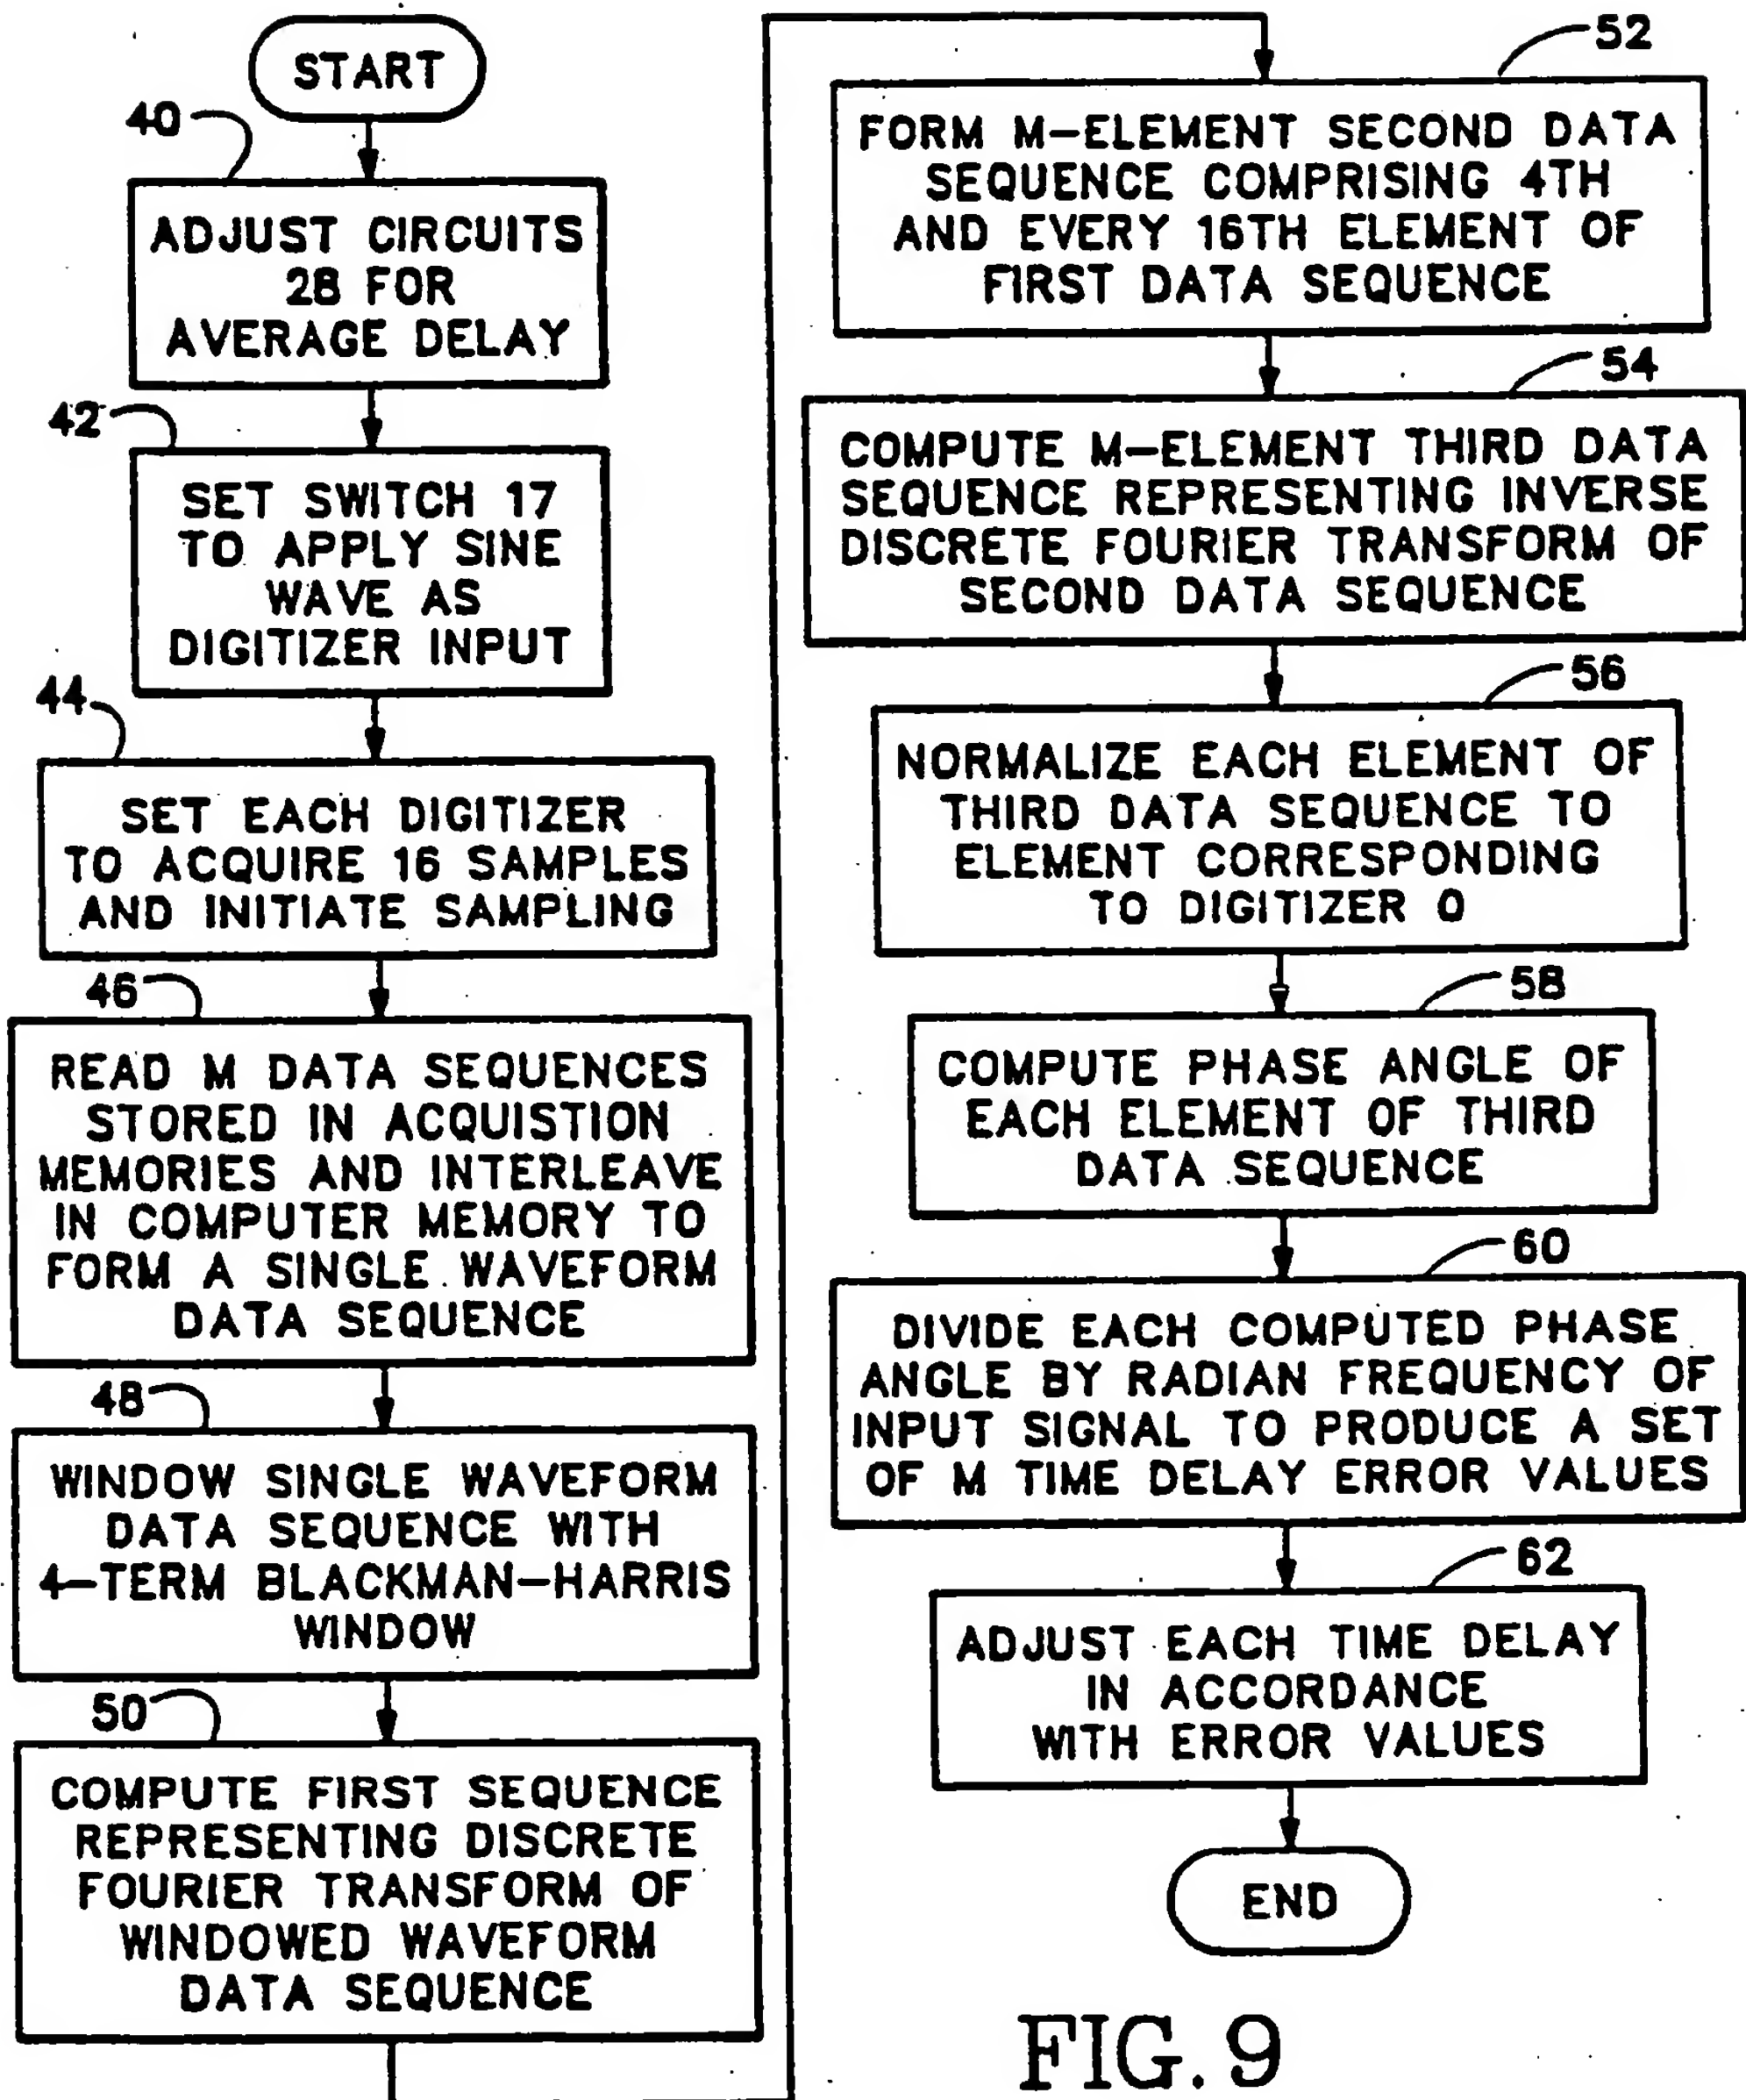 START
40
ADJUST CIRCUITS
28 FOR
AVERAGE DELAY
42
SET SWITCH 17
TO APPLY SINE
WAVE AS
DIGITIZER INPUT
44
SET EACH DIGITIZER
TO ACQUIRE 16 SAMPLES
AND INITIATE SAMPLING
46
READ M DATA SEQUENCES
STORED IN ACQUISTION
MEMORIES AND INTERLEAVE
IN COMPUTER MEMORY TO
FORM A SINGLE WAVEFORM
DATA SEQUENCE
48
WINDOW SINGLE WAVEFORM
DATA SEQUENCE WITH
4-TERM BLACKMAN-HARRIS
WINDOW
50
COMPUTE FIRST SEQUENCE
REPRESENTING DISCRETE
FOURIER TRANSFORM OF
WINDOWED WAVEFORM
DATA SEQUENCE
52
FORM M-ELEMENT SECOND DATA
SEQUENCE COMPRISING 4TH
AND EVERY 16TH ELEMENT OF
FIRST DATA SEQUENCE
54
COMPUTE M-ELEMENT THIRD DATA
SEQUENCE REPRESENTING INVERSE
DISCRETE FOURIER TRANSFORM OF
SECOND DATA SEQUENCE
56
NORMALIZE EACH ELEMENT OF
THIRD DATA SEQUENCE TO
ELEMENT CORRESPONDING
TO DIGITIZER 0
58
COMPUTE PHASE ANGLE OF
EACH ELEMENT OF THIRD
DATA SEQUENCE
60
DIVIDE EACH COMPUTED PHASE
ANGLE BY RADIAN FREQUENCY OF
INPUT SIGNAL TO PRODUCE A SET
OF M TIME DELAY ERROR VALUES
62
ADJUST EACH TIME DELAY
IN ACCORDANCE
WITH ERROR VALUES
END
FIG. 9